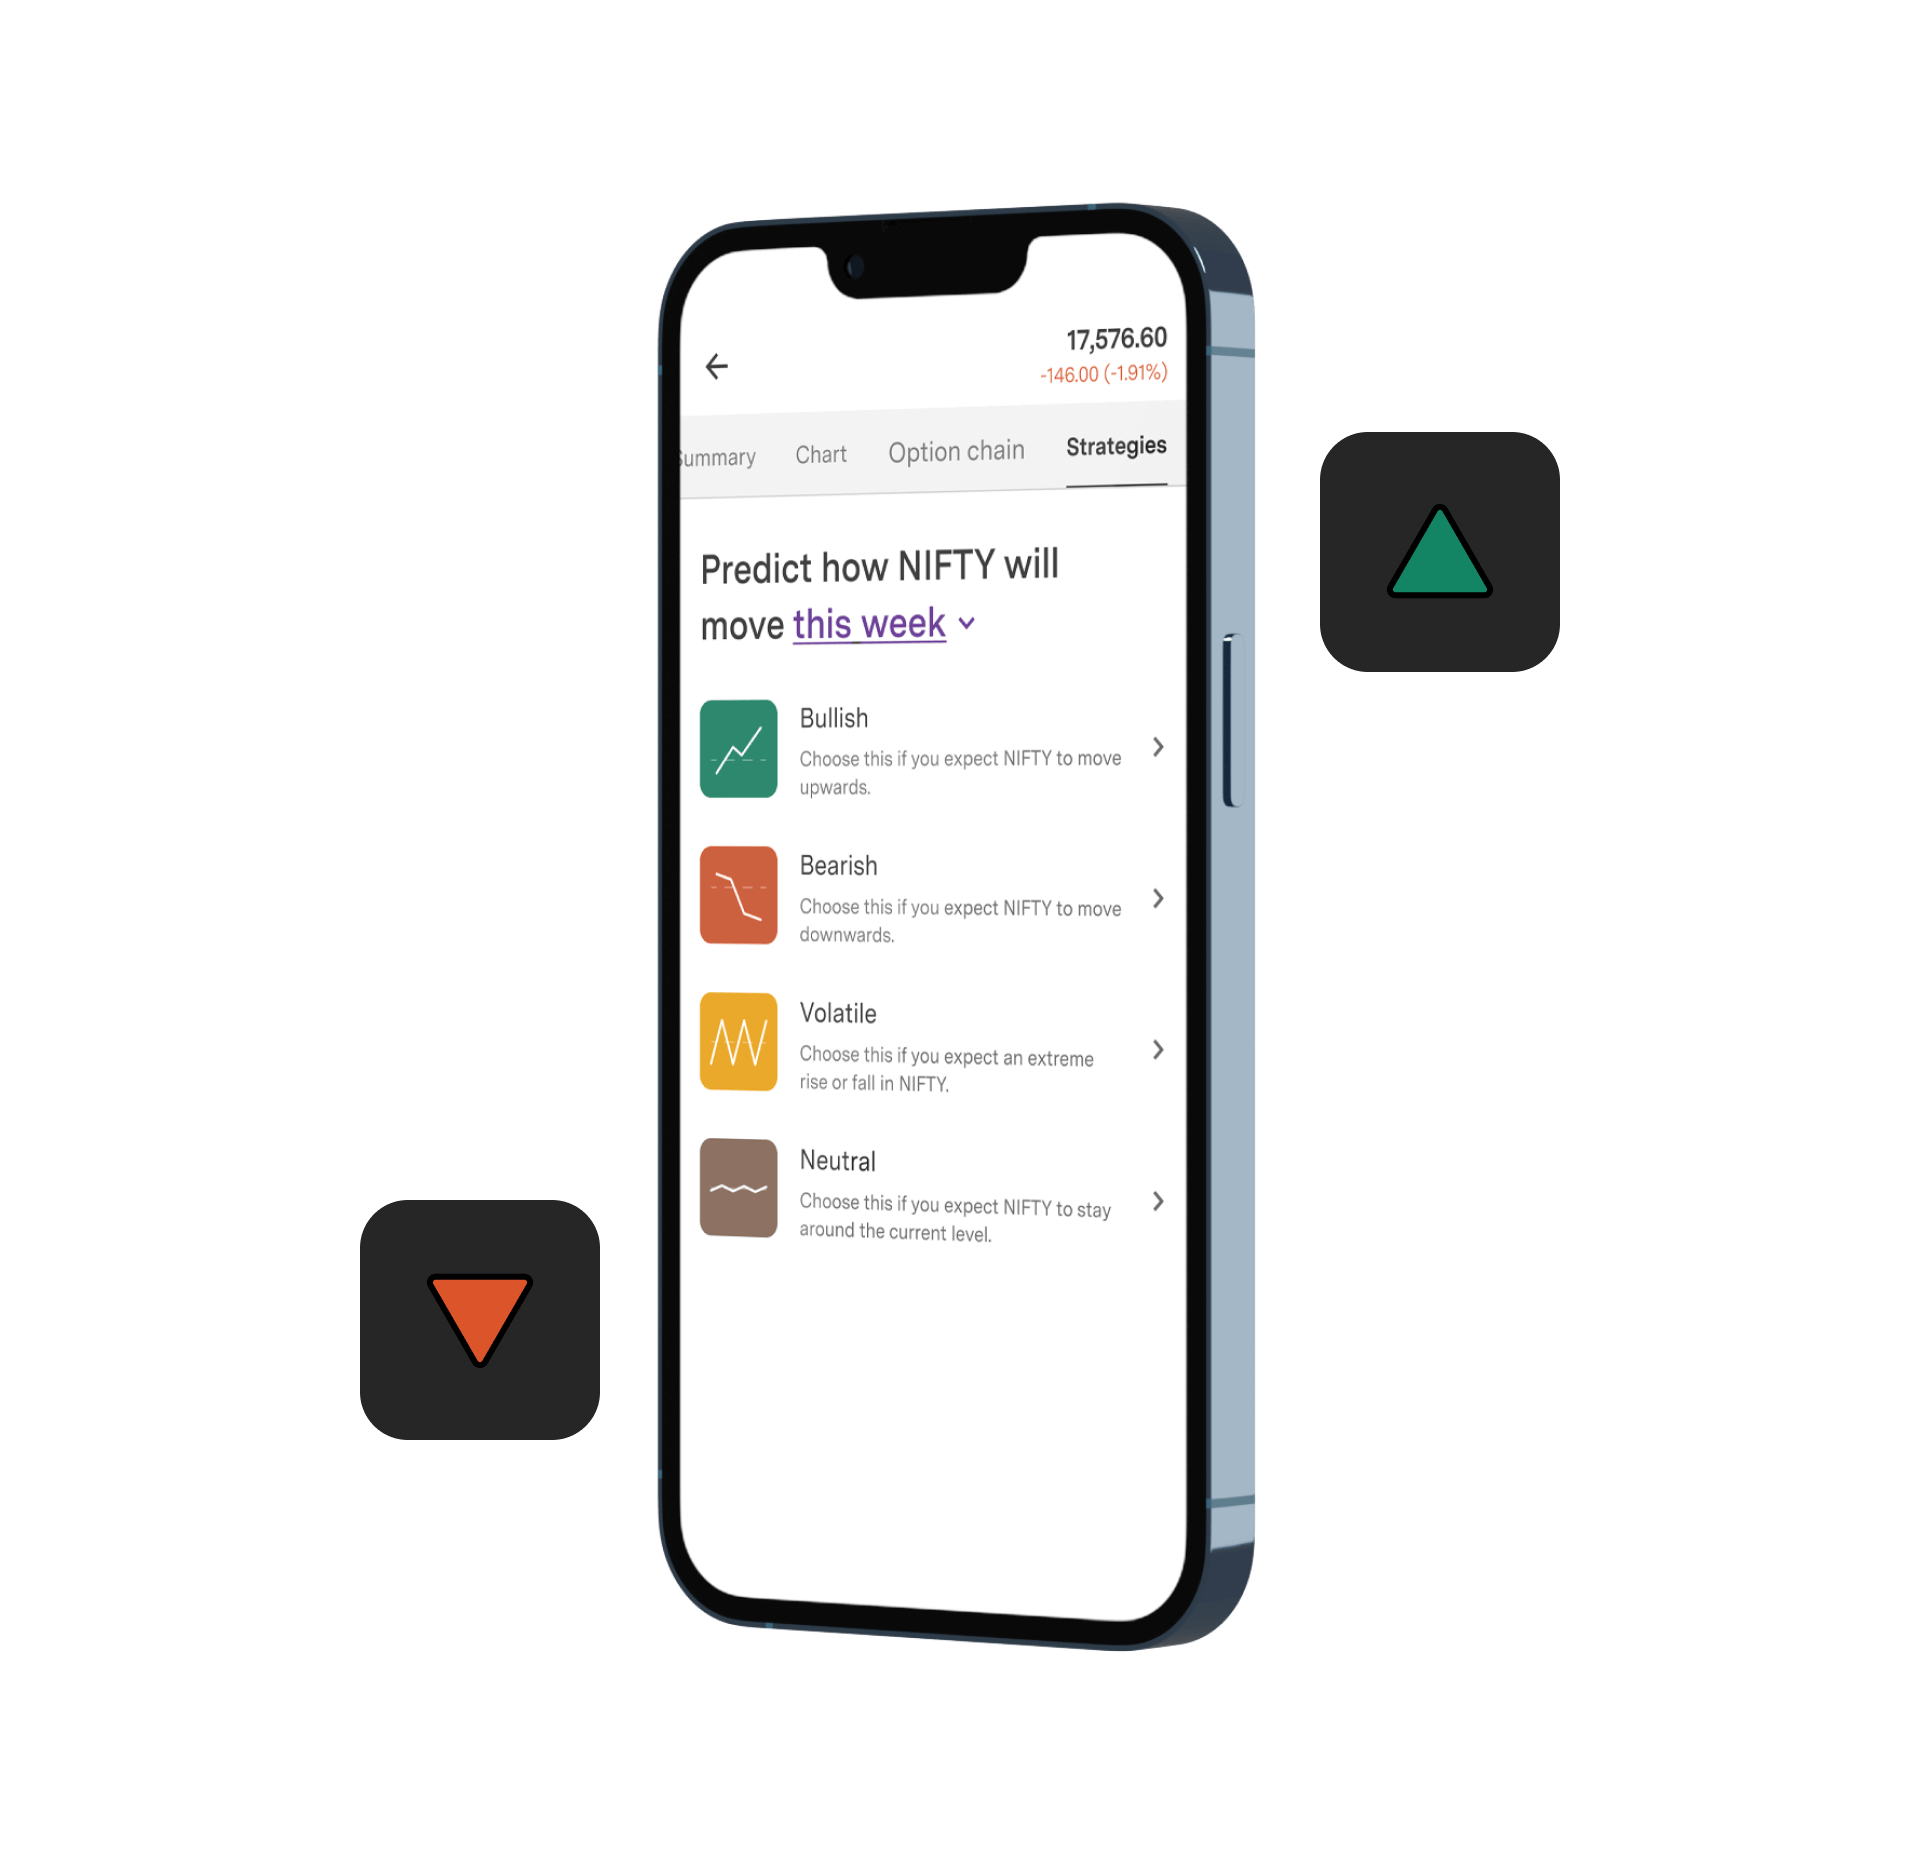 17,576.60
-146.00 (-1.91%)
Summary Chart Option chain Strategies
Predict how NIFTY will
move this week
Bullish
Choose this if you expect NIFTY to move
upwards.
Bearish
Choose this if you expect NIFTY to move
downwards.
Volatile
Choose this if you expect an extreme
rise or fall in NIFTY.
Neutral
Choose this if you expect NIFTY to stay
around the current level.